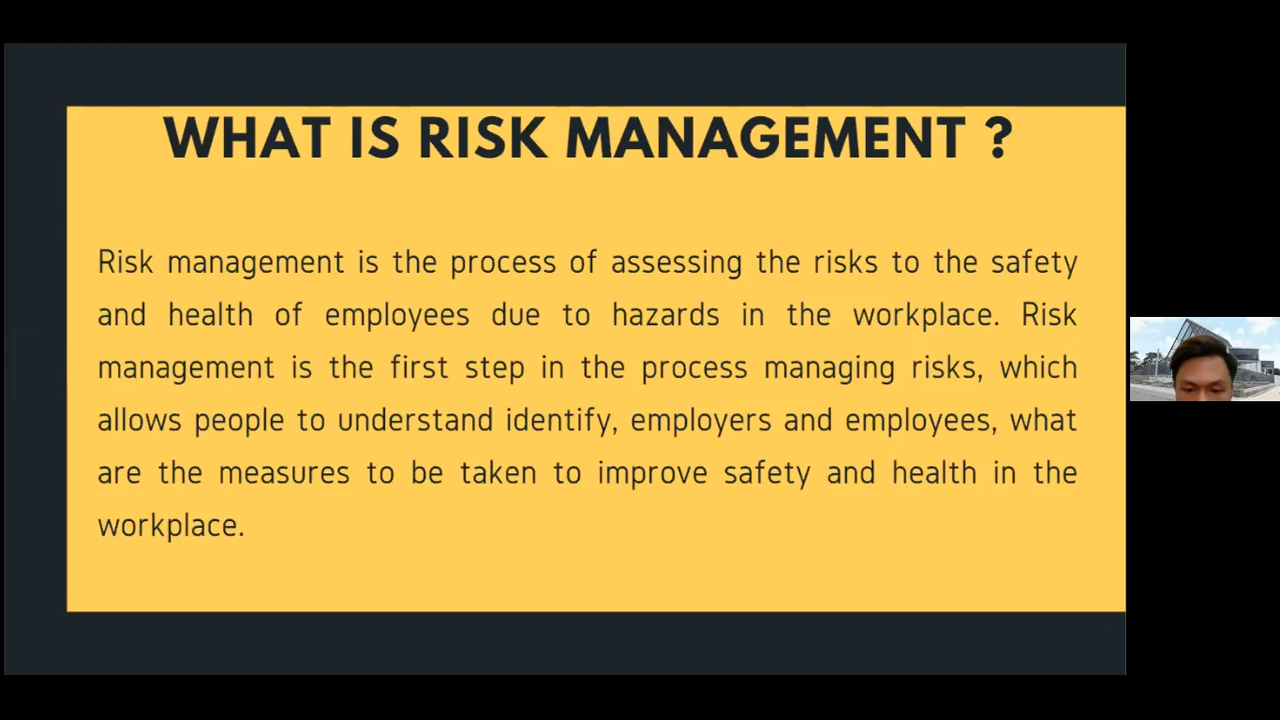 WHAT IS RISK MANAGEMENT ?
Risk management is the process of assessing the risks to the safety
and health of employees due to hazards in the workplace. Risk
management is the first step in the process managing risks, which
allows people to understand identify, employers and employees, what
are the measures to be taken to improve safety and health in the
workplace.